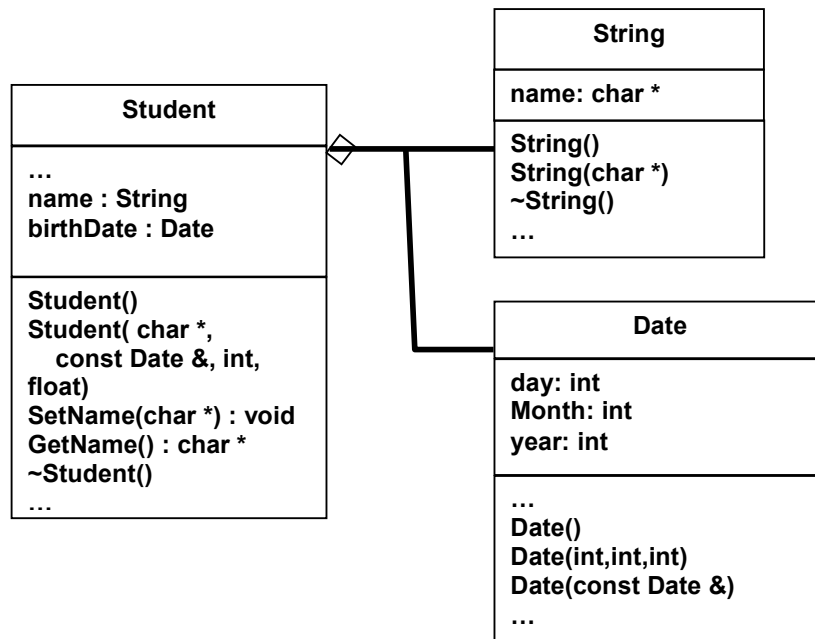 Student
…
name : String
birthDate : Date
Student()
Student( char *,
const Date &, int,
float)
SetName(char *) : void
GetName() : char *
~Student()
…
String
name: char *
String()
String(char *)
~String()
…
Date
day: int
Month: int
year: int
…
Date()
Date(int,int,int)
Date(const Date &)
…